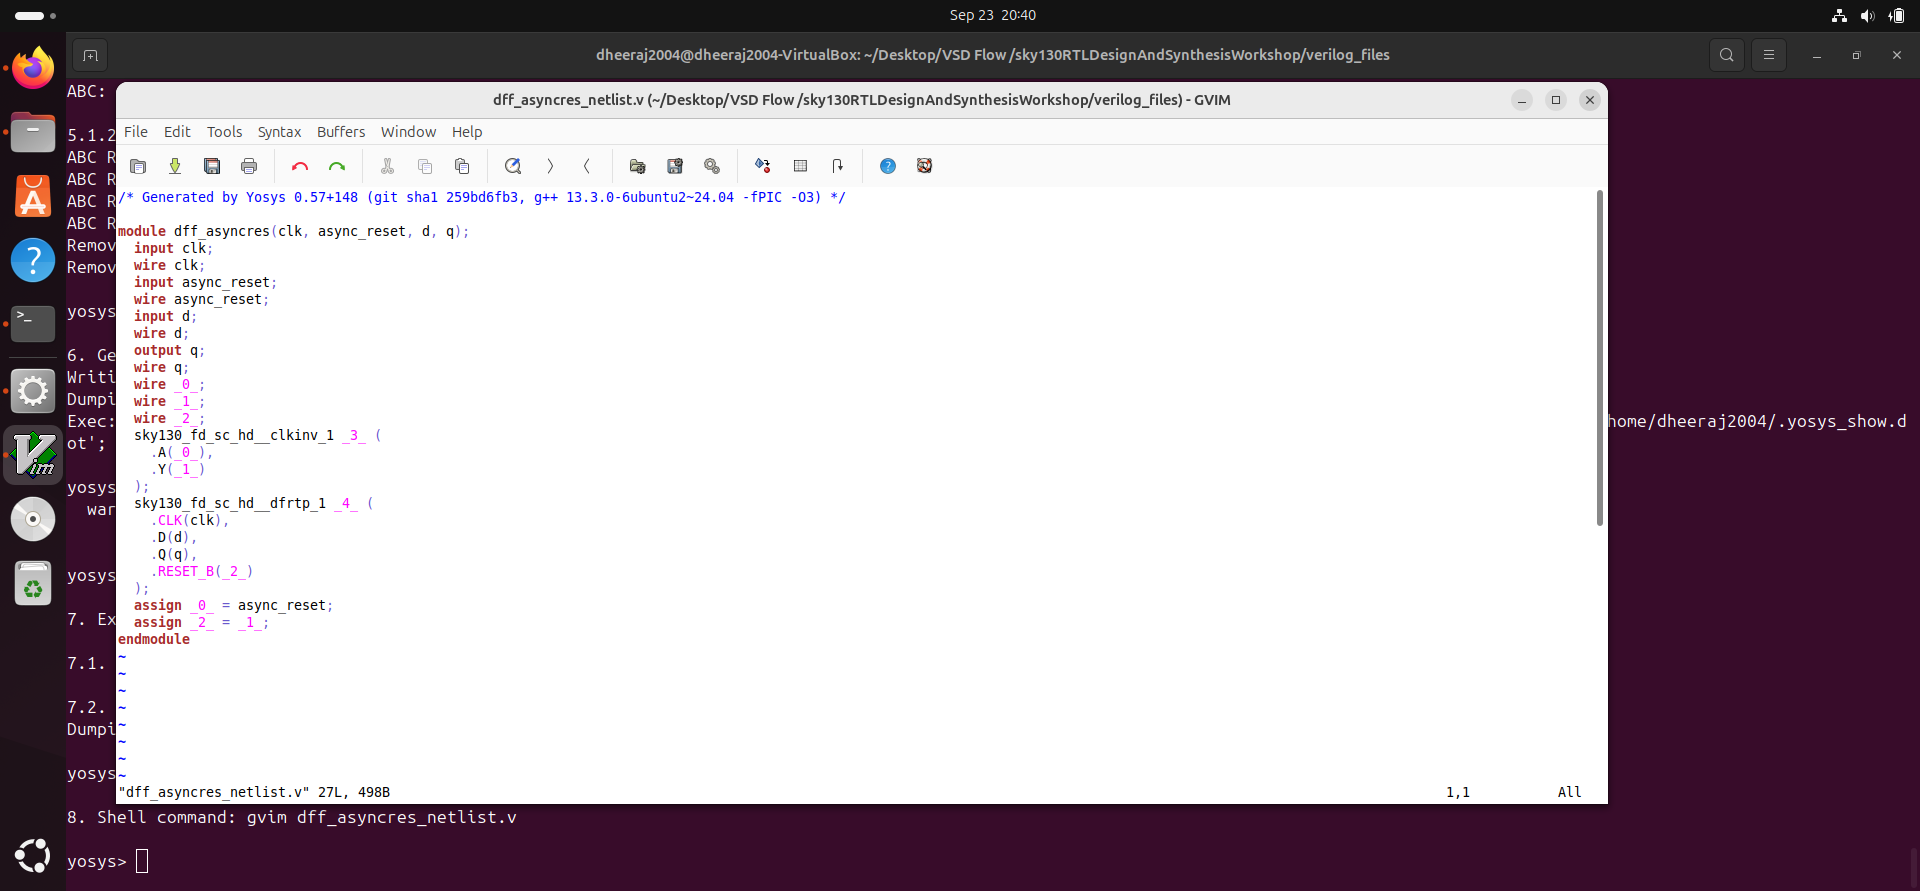 Sep 23 20:40
dheeraj2004@dheeraj2004-VirtualBox: ~/Desktop/VSD Flow /sky130RTLDesignAndSynthesisWorkshop/verilog_files
ABC:
5.1.2
ABC R
ABC R
ABC R
ABC R
Remov
Remov
yosys
6. Ge
Writi
Dumpi
Exec:
home/dheeraj2004/.yosys_show.d
ot';
yosys
war
yosys
7. Ex
7.1.
7.2.
Dumpi
yosys
dff_asyncres_netlist.v (~/Desktop/VSD Flow /sky130RTLDesignAndSynthesisWorkshop/verilog_files) - GVIM
File Edit Tools Syntax Buffers Window Help
/* Generated by Yosys 0.57+148 (git sha1 259bd6fb3, g++ 13.3.0-6ubuntu2~24.04 -fPIC -O3) */
module dff_asyncres(clk, async_reset, d, q);
  input clk;
  wire clk;
  input async_reset;
  wire async_reset;
  input d;
  wire d;
  output q;
  wire q;
  wire _0_;
  wire _1_;
  wire _2_;
  sky130_fd_sc_hd__clkinv_1 _3_ (
    .A(_0_),
    .Y(_1_)
  );
  sky130_fd_sc_hd__dfrtp_1 _4_ (
    .CLK(clk),
    .D(d),
    .Q(q),
    .RESET_B(_2_)
  );
  assign _0_ = async_reset;
  assign _2_ = _1_;
endmodule
~
~
~
~
~
~
~
~
"dff_asyncres_netlist.v" 27L, 498B 1,1 All
8. Shell command: gvim dff_asyncres_netlist.v
yosys>